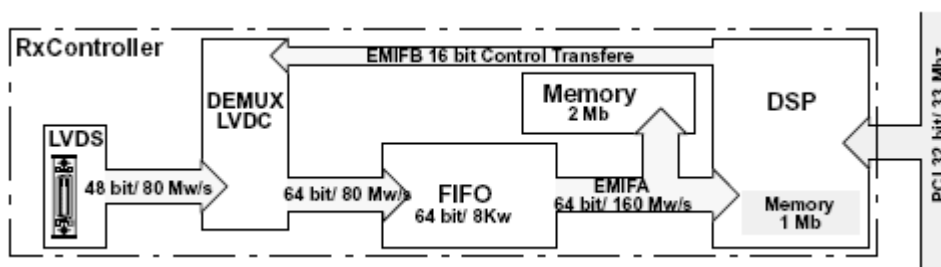 RxController
EMIFB 16 bit Control Transfere
DEMUX
LVDC
Memory
2 Mb
DSP
LVDS
48 bit/ 80 Mw/s
64 bit/ 80 Mw/s
FIFO
64 bit/ 8Kw
EMIFA
64 bit/ 160 Mw/s
Memory
1 Mb
PCI 32 bit/ 33 Mhz